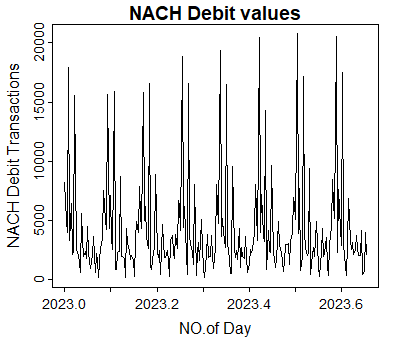 NACH Debit values
NACH Debit Transactions
20000
15000
10000
5000
0
2023.0 2023.2 2023.4 2023.6
NO.of Day